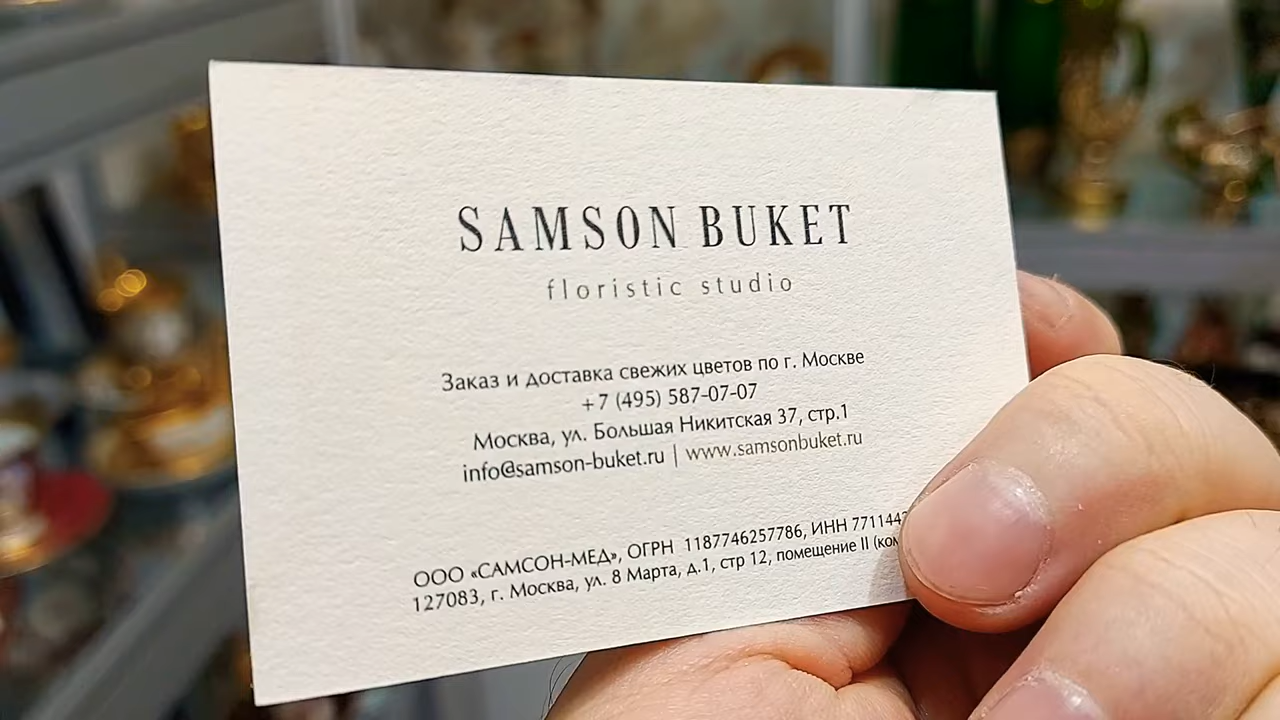 SAMSON BUKET
floristic studio
Заказ и доставка свежих цветов по г. Москве
+7 (495) 587-07-07
Москва, ул. Большая Никитская 37, стр.1
info@samson-buket.ru | www.samsonbuket.ru
ООО «САМСОН-МЕД», ОГРН 1187746257786, ИНН
127083, г. Москва, ул. 8 Марта, д.1, стр 12, помещение II